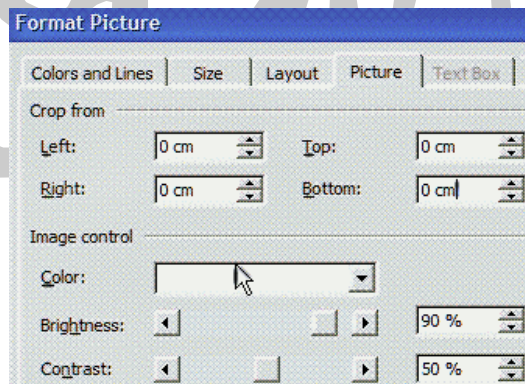 Format Picture
Colors and Lines Size Layout Picture Text Box
Crop from
Left: 0 cm Top: 0 cm
Right: 0 cm Bottom: 0 cm
Image control
Color:
Brightness: 90 %
Contrast: 50 %